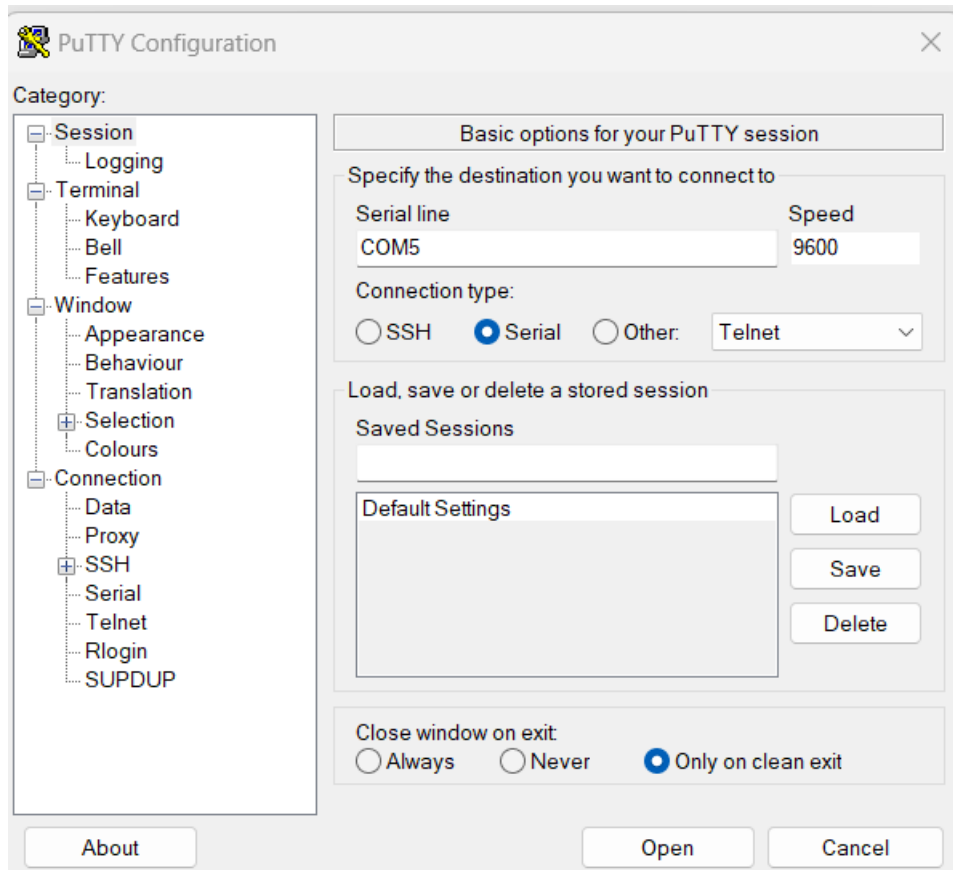 PuTTY Configuration
Category:
Session
Logging
Terminal
Keyboard
Bell
Features
Window
Appearance
Behaviour
Translation
Selection
Colours
Connection
Data
Proxy
SSH
Serial
Telnet
Rlogin
SUPDUP
Basic options for your PuTTY session
Specify the destination you want to connect to
Serial line Speed
COM5 9600
Connection type:
SSH Serial Other: Telnet
Load, save or delete a stored session
Saved Sessions
Default Settings
Load
Save
Delete
Close window on exit:
Always Never Only on clean exit
About Open Cancel